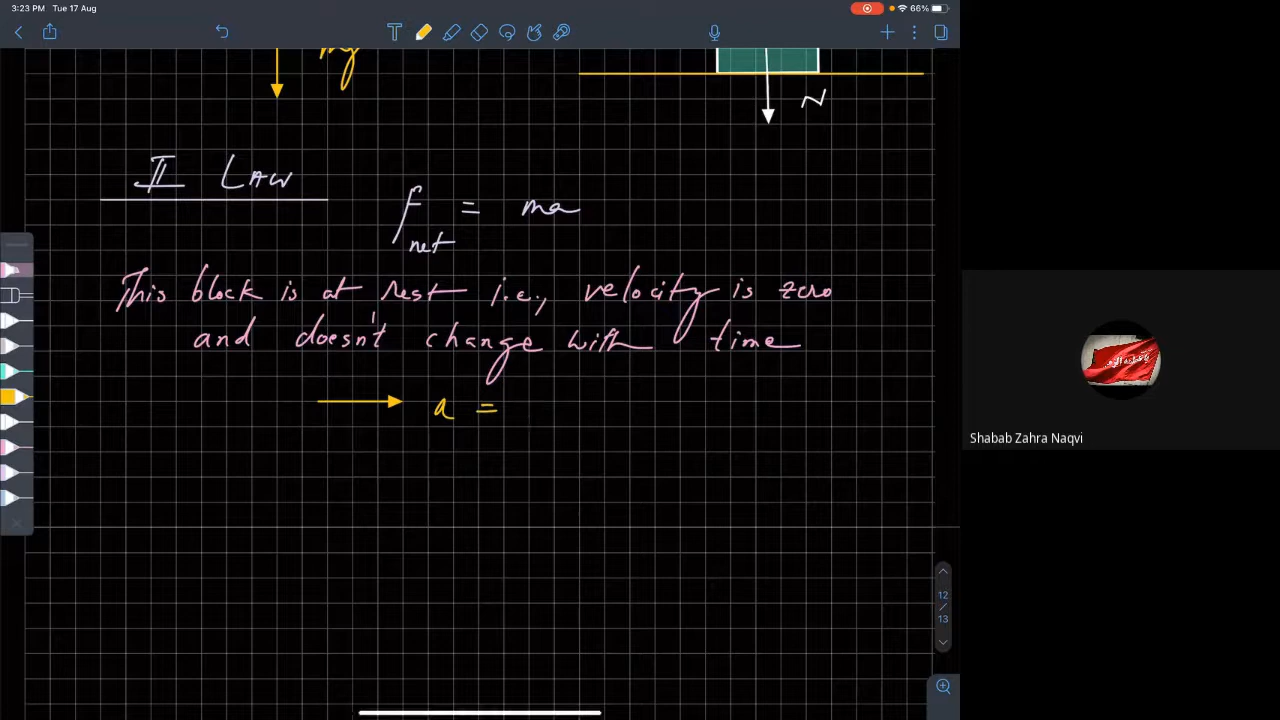 3:23 PM Tue 17 Aug
66%
mg
N
II LAW
F net = ma
This block is at rest i.e., velocity is zero
and doesn't change with time
a =
12
/
13
Shabab Zahra Naqvi